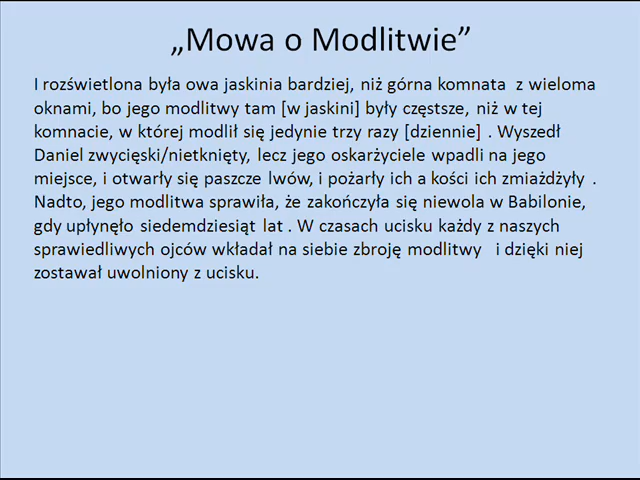 „Mowa o Modlitwie”
I rozświetlona była owa jaskinia bardziej, niż górna komnata z wieloma
oknami, bo jego modlitwy tam [w jaskini] były częstsze, niż w tej
komnacie, w której modlił się jedynie trzy razy [dziennie] . Wyszedł
Daniel zwycięski/nietknięty, lecz jego oskarżyciele wpadli na jego
miejsce, i otwarły się paszcze lwów, i pożarły ich a kości ich zmiażdżyły .
Nadto, jego modlitwa sprawiła, że zakończyła się niewola w Babilonie,
gdy upłynęło siedemdziesiąt lat . W czasach ucisku każdy z naszych
sprawiedliwych ojców wkładał na siebie zbroję modlitwy i dzięki niej
zostawał uwolniony z ucisku.